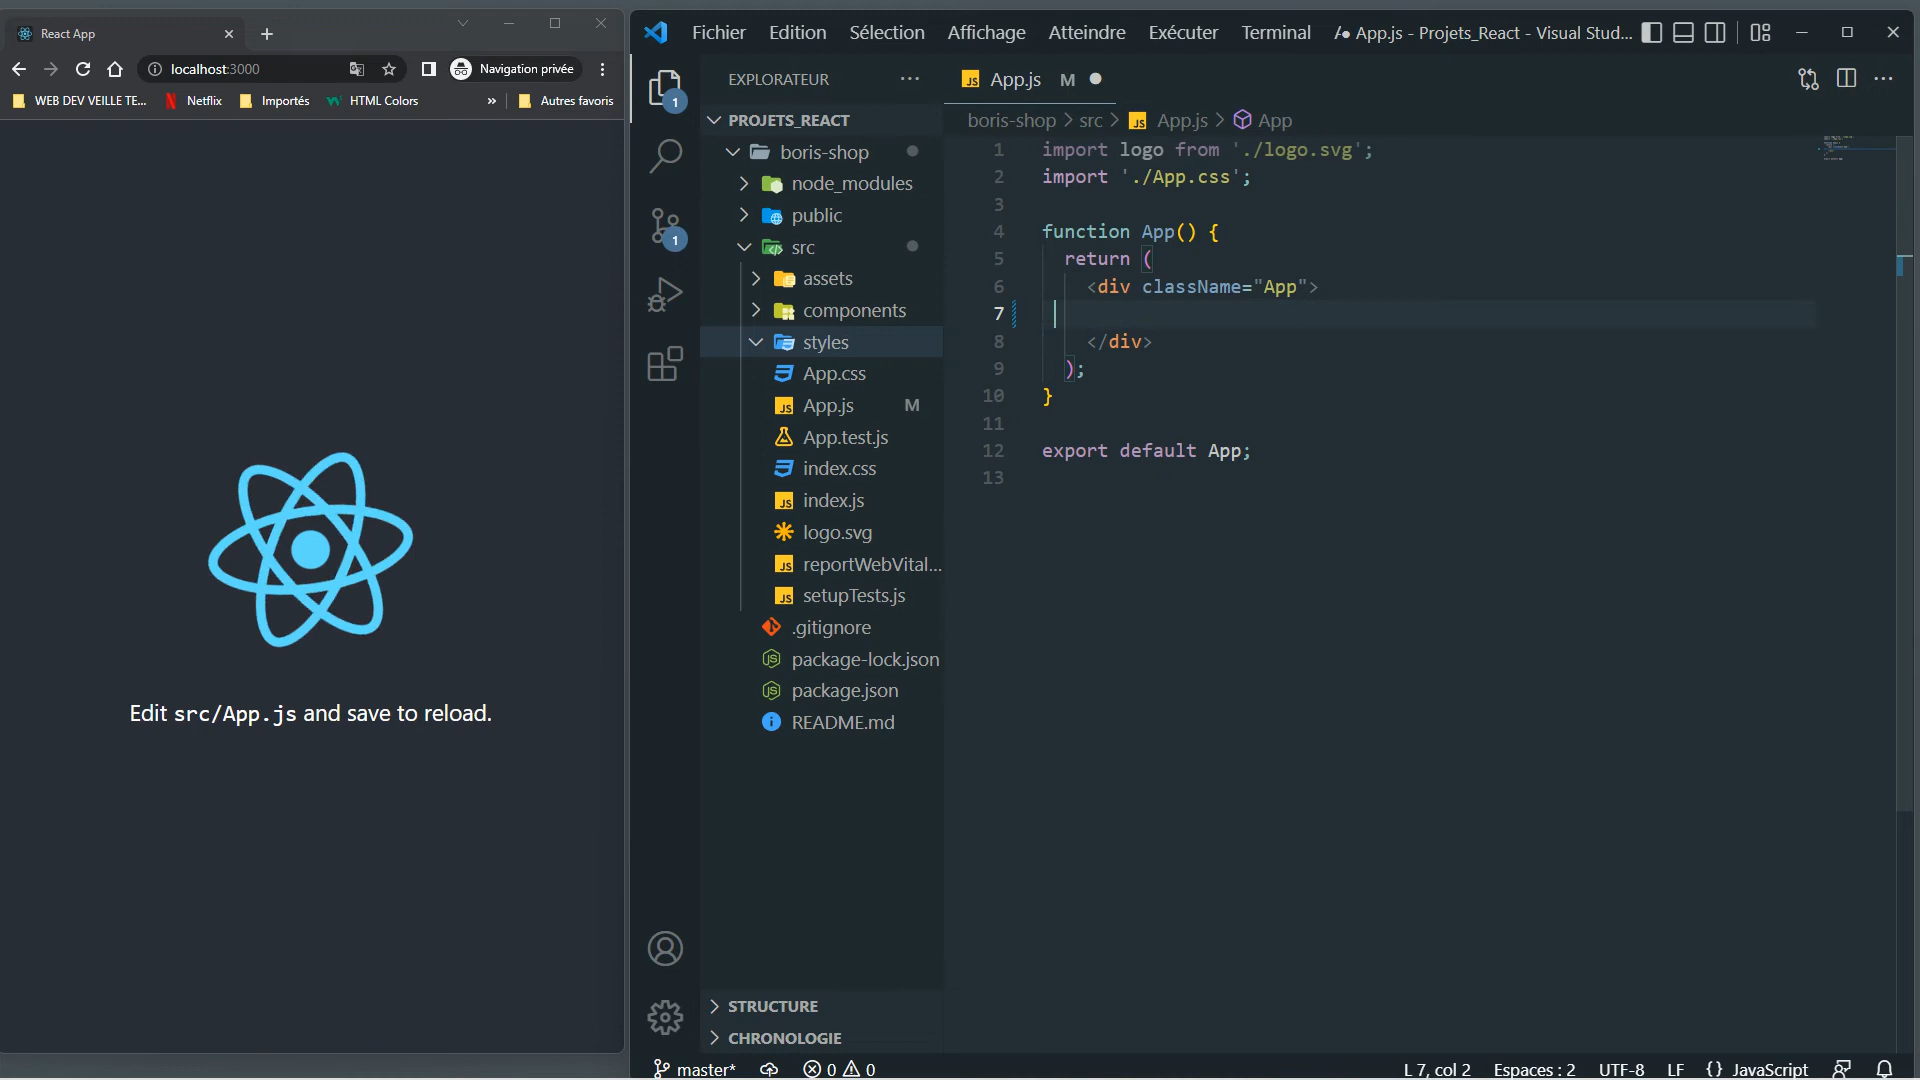 React App
localhost:3000
Navigation privée
WEB DEV VEILLE TE...
Netflix
Importés
HTML Colors
»
Autres favoris
Edit src/App.js and save to reload.
Fichier Edition Sélection Affichage Atteindre Exécuter Terminal
App.js - Projets_React - Visual Stud...
EXPLORATEUR
PROJETS_REACT
boris-shop
node_modules
public
src
assets
components
styles
App.css
App.js M
App.test.js
index.css
index.js
logo.svg
reportWebVital...
setupTests.js
.gitignore
package-lock.json
package.json
README.md
STRUCTURE
CHRONOLOGIE
1
1
App.js M
boris-shop > src > App.js > App
1 import logo from './logo.svg';
2 import './App.css';
3
4 function App() {
5 return (
6 <div className="App">
7
8 </div>
9 );
10 }
11
12 export default App;
13
master* 0 0 L 7, col 2 Espaces : 2 UTF-8 LF {} JavaScript